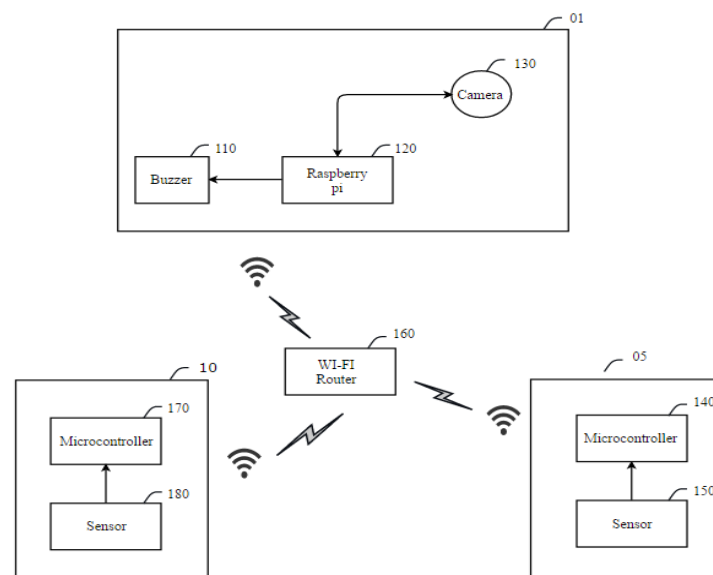 01
130
Camera
110
120
Buzzer
Raspberry
pi
160
WI-FI
Router
10
05
170
140
Microcontroller
Microcontroller
180
150
Sensor
Sensor